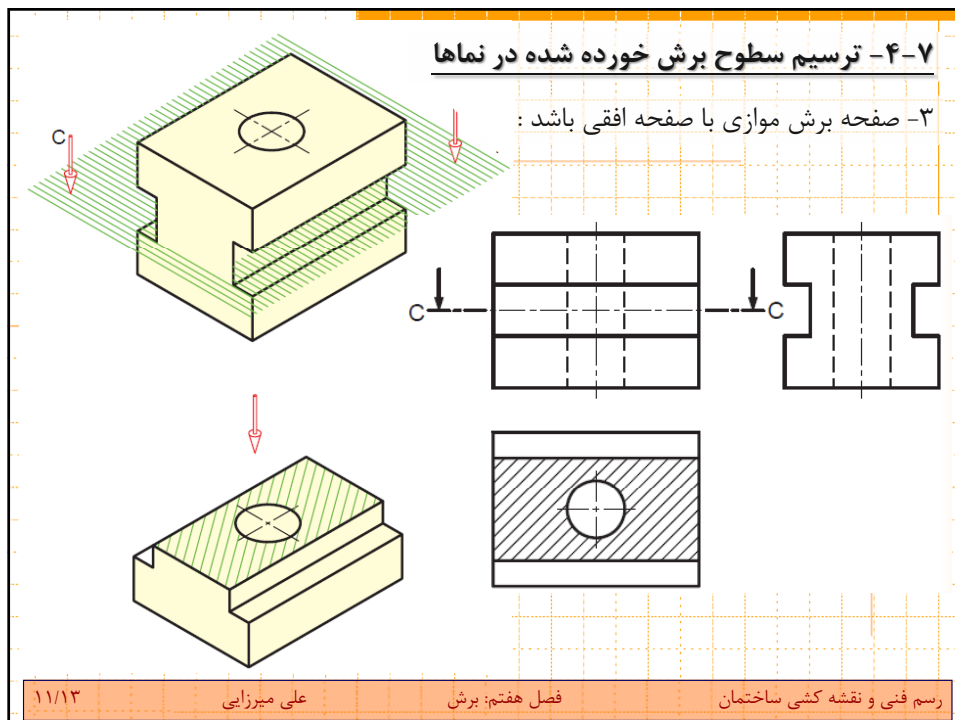 ۷-۴- ترسیم سطوح برش خورده شده در نماها
۳- صفحه برش موازی با صفحه افقی باشد :
C
C
C
رسم فنی و نقشه کشی ساختمان فصل هفتم: برش علی میرزایی ۱۱/۱۳